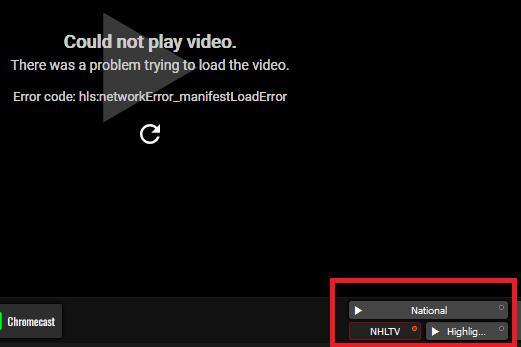 Could not play video.
There was a problem trying to load the video.
Error code: hls:networkError_manifestLoadError
Chromecast
National
NHLTV
Highlig...